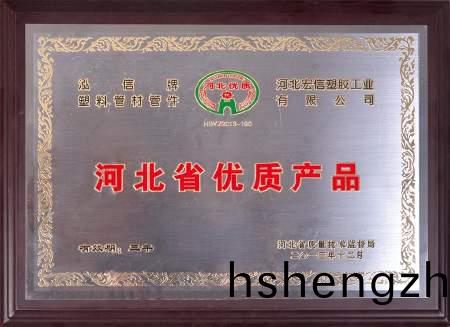 泓信牌
塑料管材管件
河北优质
HBYZ2013-190
河北宏信塑胶工业
有限公司
河北省优质产品
有效期：三年
河北省质量技术监督局
二〇一三年十二月
hshengzh